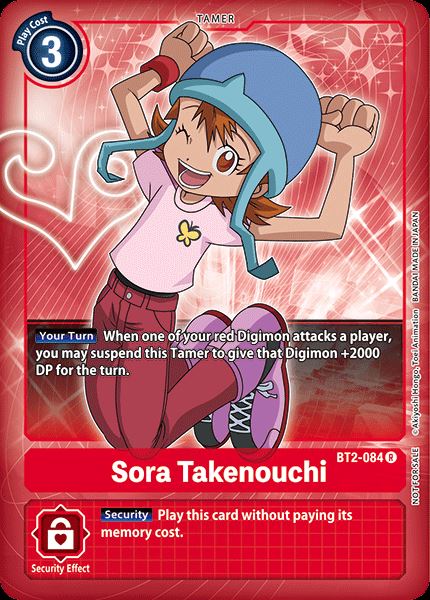 TAMER
Play Cost
3
Your Turn When one of your red Digimon attacks a player,
you may suspend this Tamer to give that Digimon +2000
DP for the turn.
BT2-084 R
Sora Takenouchi
Security Play this card without paying its
memory cost.
Security Effect
©Akiyoshi Hongo, Toei Animation BANDAI MADE IN JAPAN
NOT FOR SALE